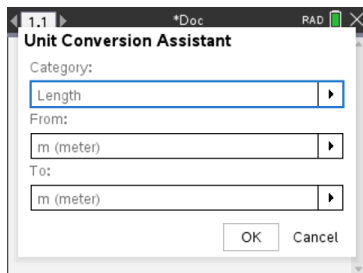 1.1 *Doc RAD
Unit Conversion Assistant
Category:
Length
From:
m (meter)
To:
m (meter)
OK Cancel